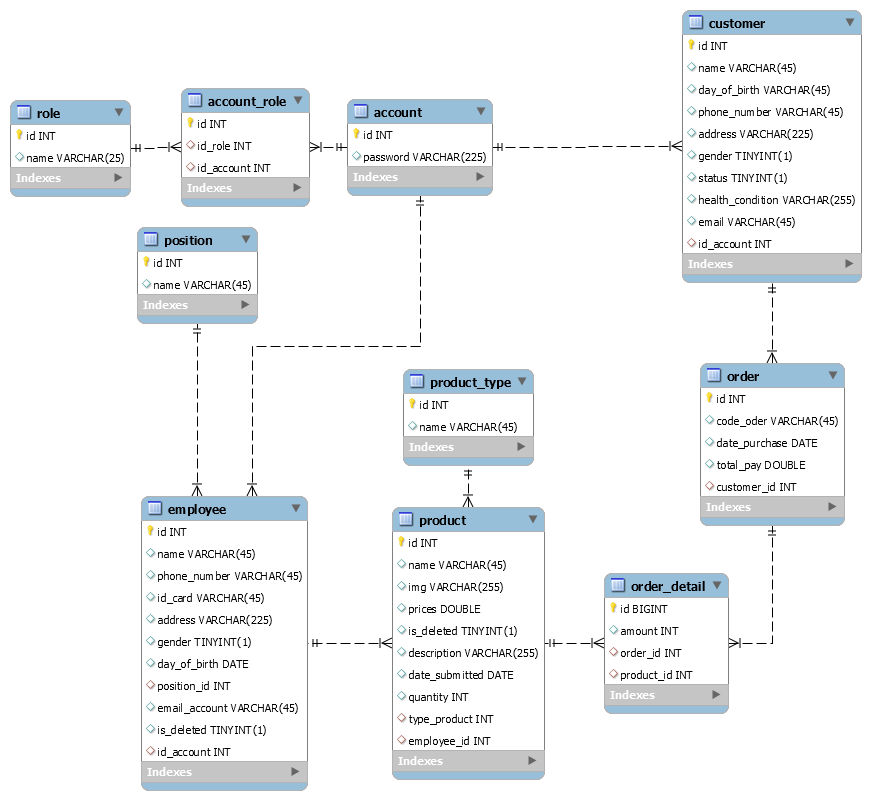 role
id INT
name VARCHAR(25)
Indexes
account_role
id INT
id_role INT
id_account INT
Indexes
account
id INT
password VARCHAR(225)
Indexes
customer
id INT
name VARCHAR(45)
day_of_birth VARCHAR(45)
phone_number VARCHAR(45)
address VARCHAR(225)
gender TINYINT(1)
status TINYINT(1)
health_condition VARCHAR(255)
email VARCHAR(45)
id_account INT
Indexes
position
id INT
name VARCHAR(45)
Indexes
product_type
id INT
name VARCHAR(45)
Indexes
order
id INT
code_oder VARCHAR(45)
date_purchase DATE
total_pay DOUBLE
customer_id INT
Indexes
employee
id INT
name VARCHAR(45)
phone_number VARCHAR(45)
id_card VARCHAR(45)
address VARCHAR(225)
gender TINYINT(1)
day_of_birth DATE
position_id INT
email_account VARCHAR(45)
is_deleted TINYINT(1)
id_account INT
Indexes
product
id INT
name VARCHAR(45)
img VARCHAR(255)
prices DOUBLE
is_deleted TINYINT(1)
description VARCHAR(255)
date_submitted DATE
quantity INT
type_product INT
employee_id INT
Indexes
order_detail
id BIGINT
amount INT
order_id INT
product_id INT
Indexes